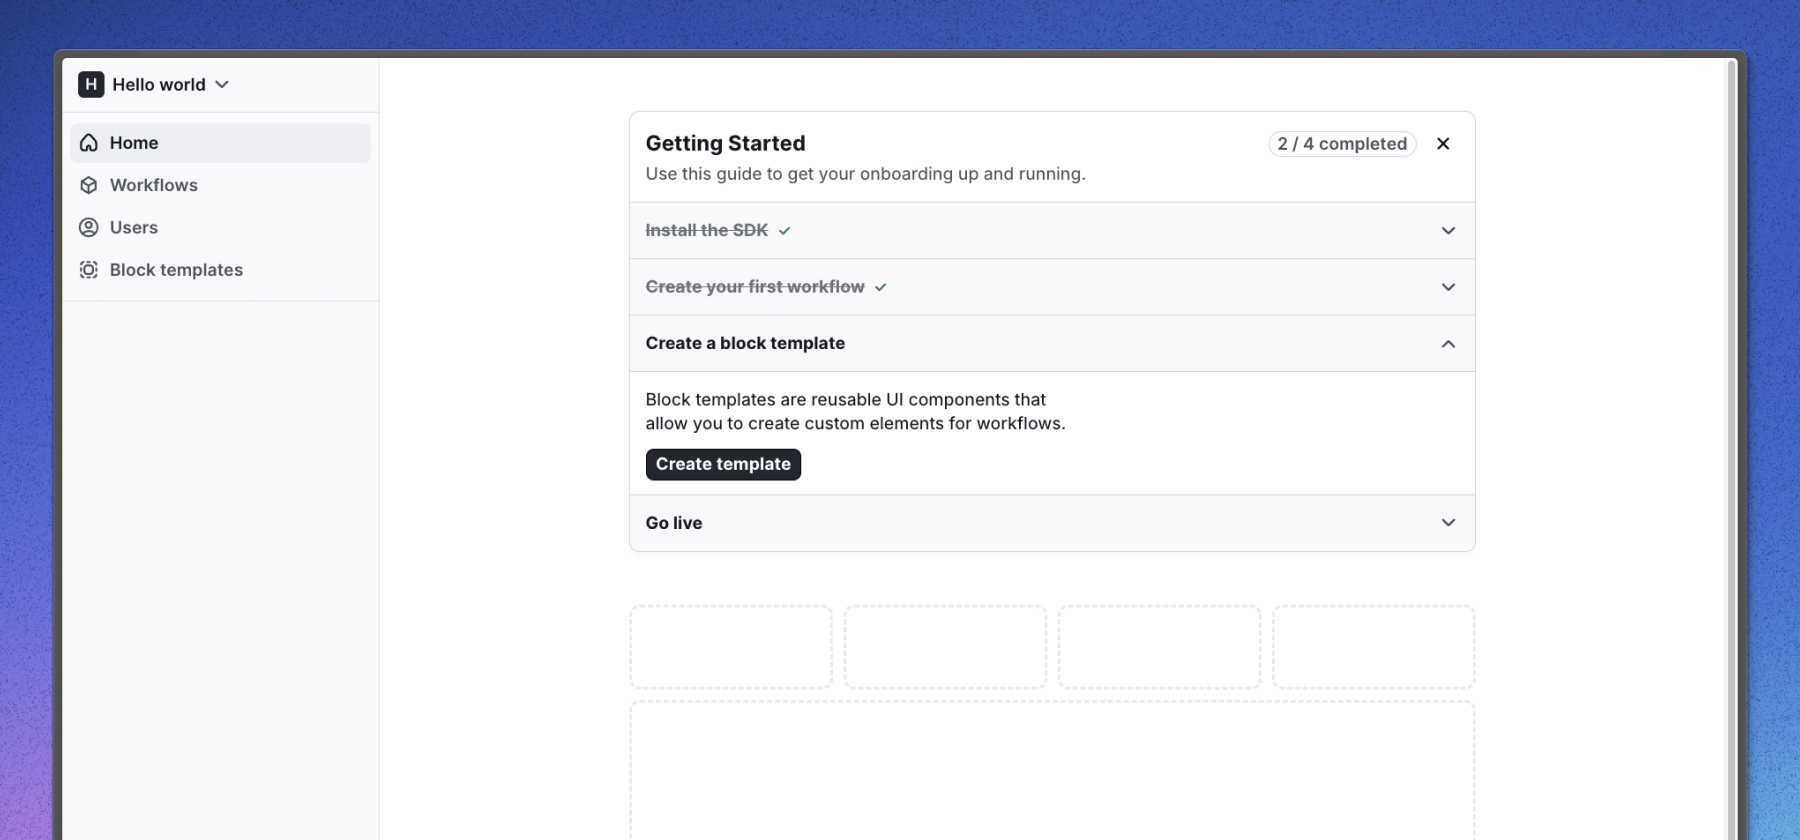 H Hello world
Home
Workflows
Users
Block templates
Getting Started
2 / 4 completed
Use this guide to get your onboarding up and running.
Install the SDK
Create your first workflow
Create a block template
Block templates are reusable UI components that
allow you to create custom elements for workflows.
Create template
Go live